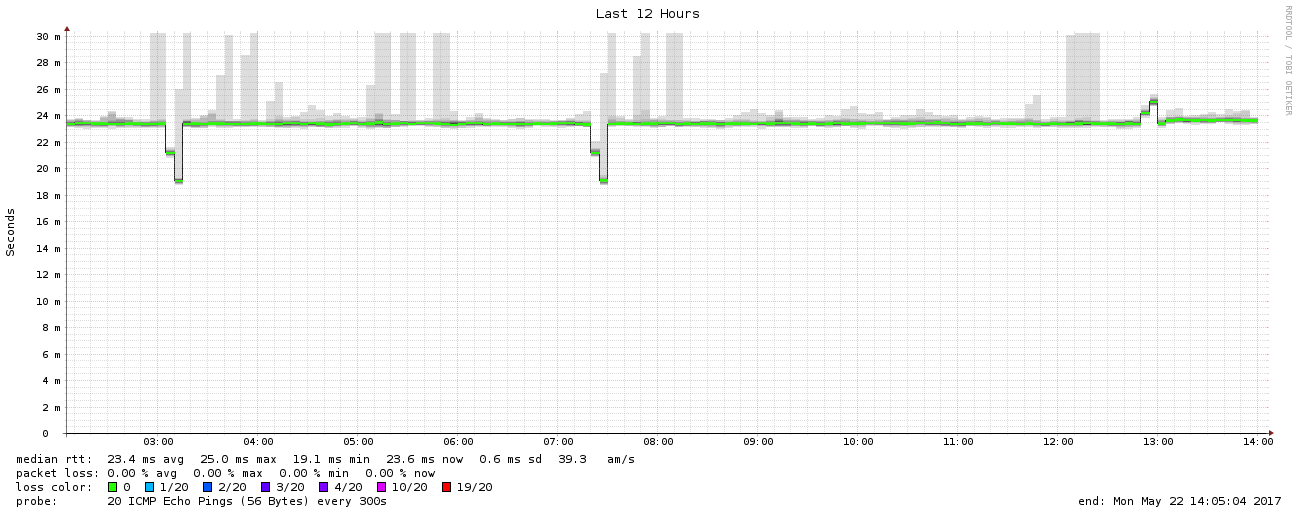 Last 12 Hours
RRDTOOL / TOBI OETIKER
Seconds
30 m
28 m
26 m
24 m
22 m
20 m
18 m
16 m
14 m
12 m
10 m
8 m
6 m
4 m
2 m
0
03:00 04:00 05:00 06:00 07:00 08:00 09:00 10:00 11:00 12:00 13:00 14:00
median rtt: 23.4 ms avg 25.0 ms max 19.1 ms min 23.6 ms now 0.6 ms sd 39.3 am/s
packet loss: 0.00 % avg 0.00 % max 0.00 % min 0.00 % now
loss color: 0 1/20 2/20 3/20 4/20 10/20 19/20
probe: 20 ICMP Echo Pings (56 Bytes) every 300s end: Mon May 22 14:05:04 2017